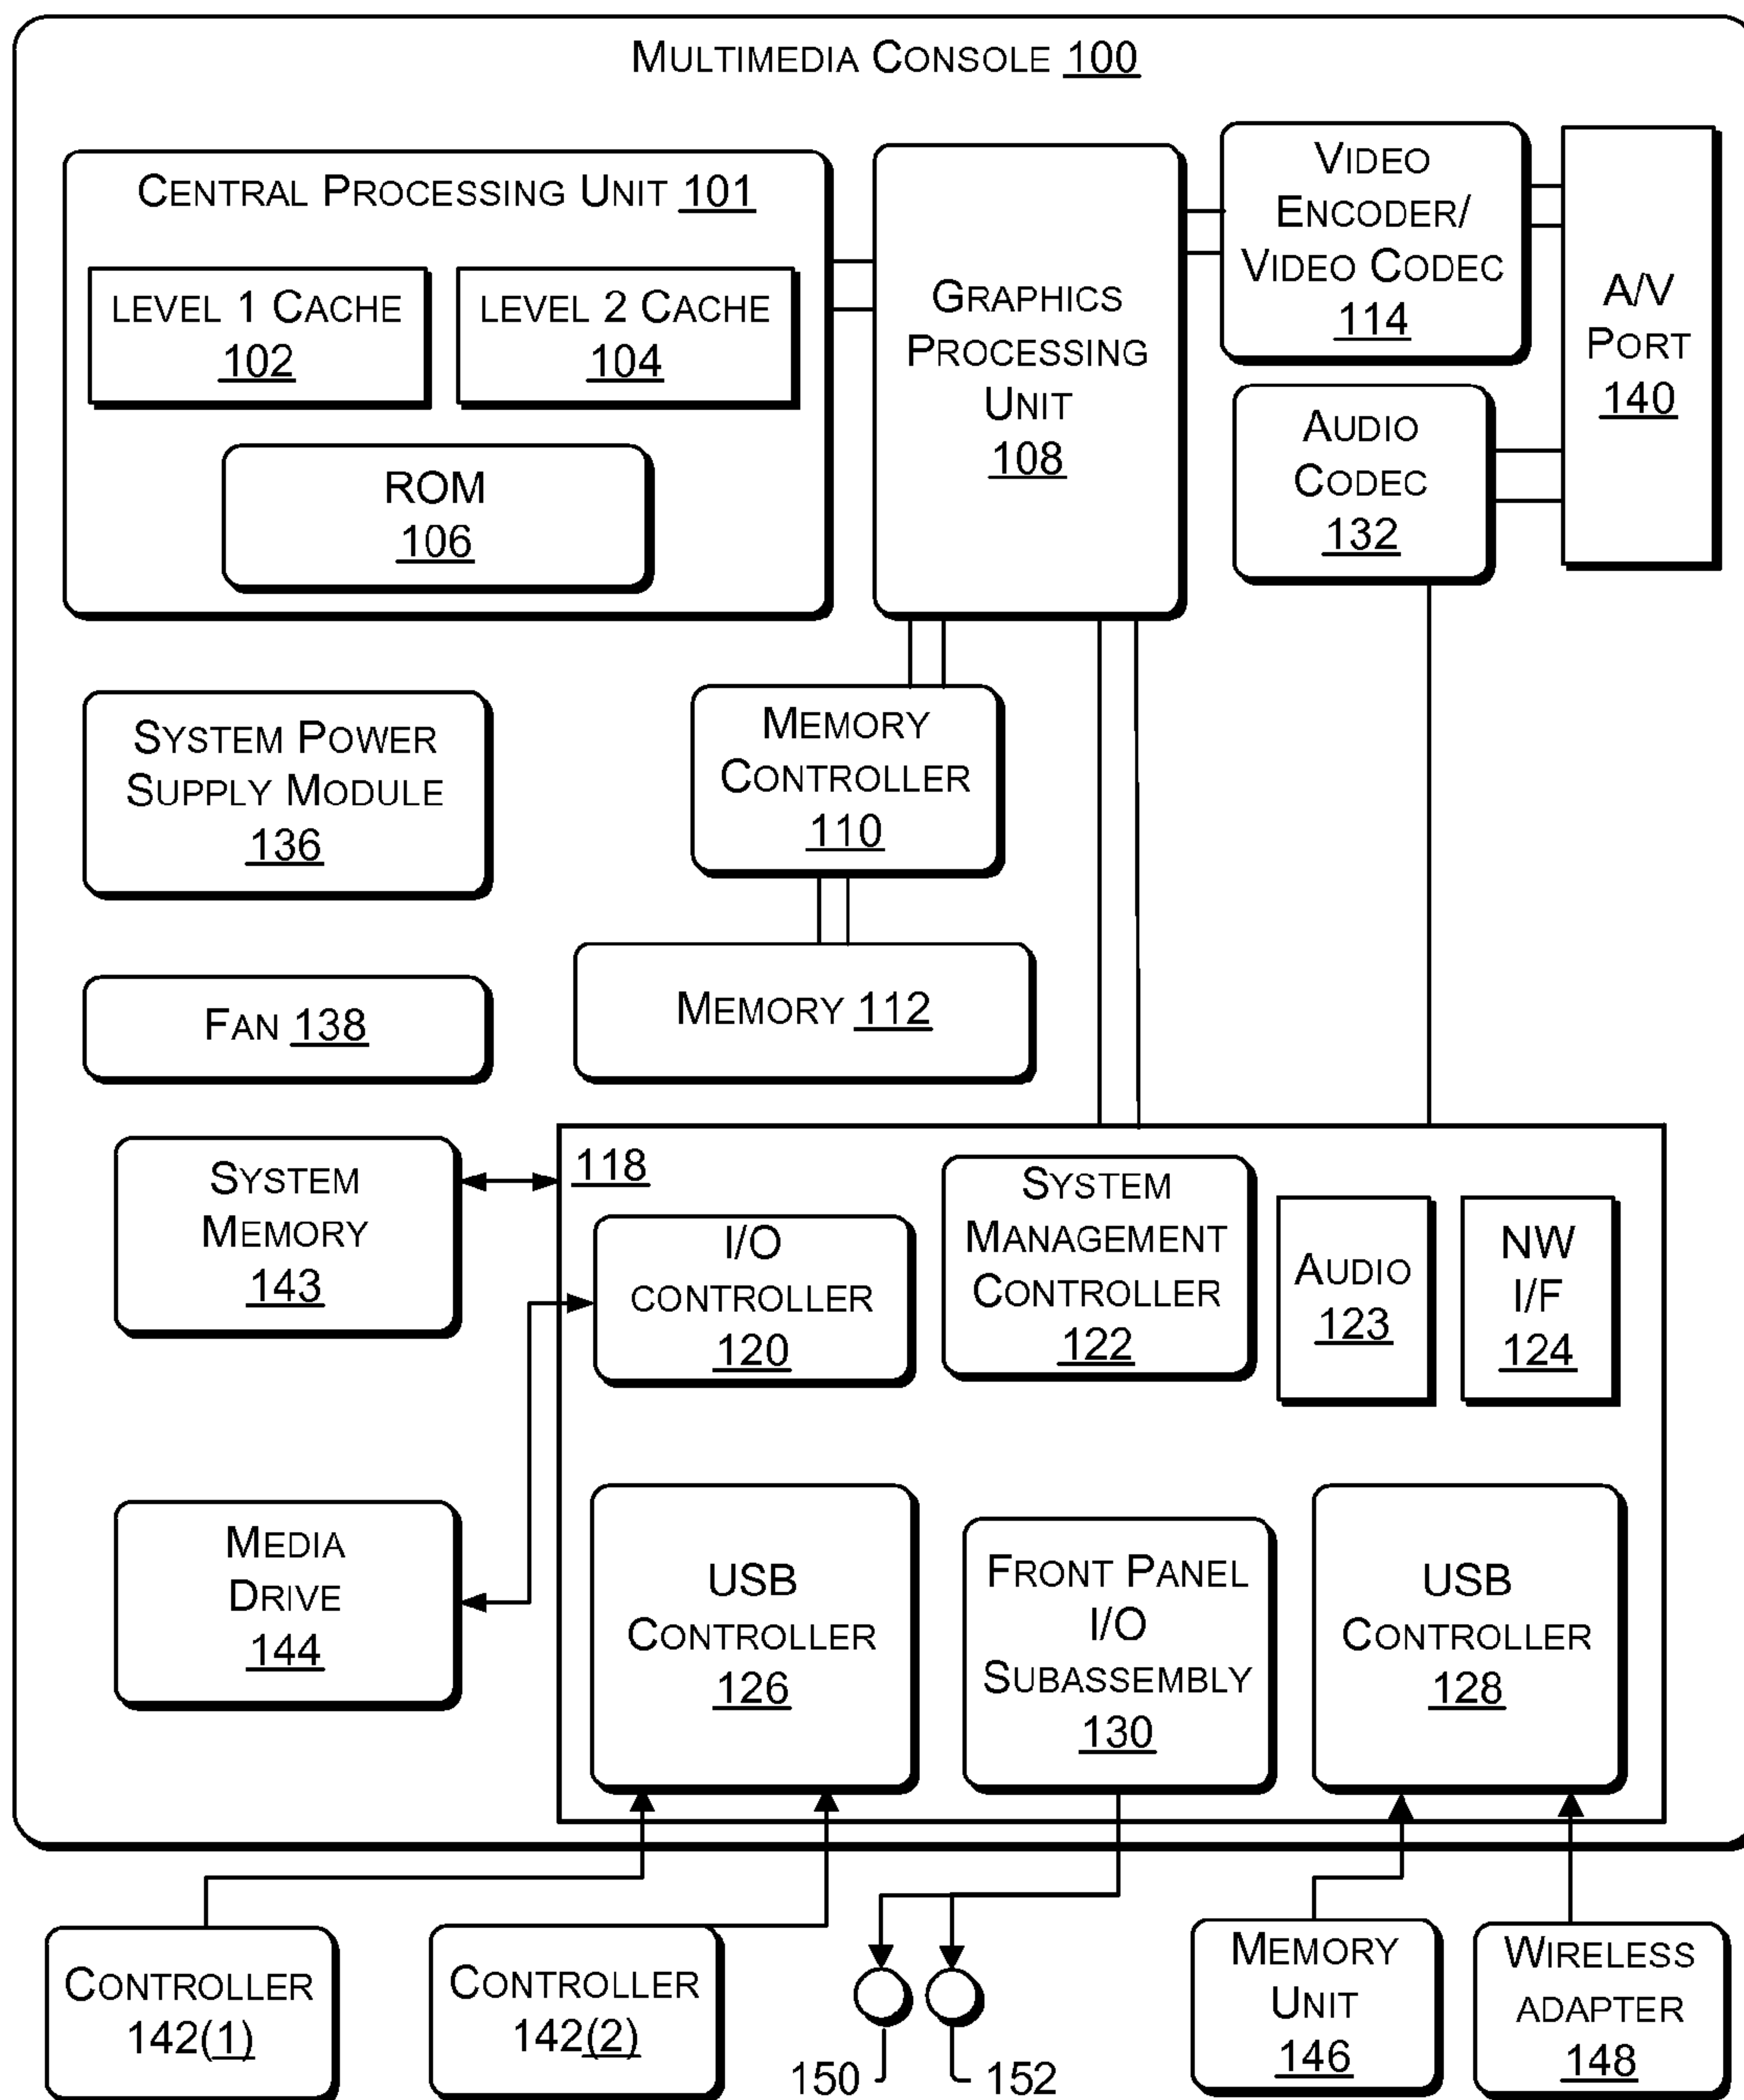 MULTIMEDIA CONSOLE 100
CENTRAL PROCESSING UNIT 101
LEVEL 1 CACHE
102
LEVEL 2 CACHE
104
ROM
106
GRAPHICS
PROCESSING
UNIT
108
VIDEO
ENCODER/
VIDEO CODEC
114
AUDIO
CODEC
132
A/V
PORT
140
SYSTEM POWER
SUPPLY MODULE
136
MEMORY
CONTROLLER
110
FAN 138
MEMORY 112
SYSTEM
MEMORY
143
118
I/O
CONTROLLER
120
SYSTEM
MANAGEMENT
CONTROLLER
122
AUDIO
123
NW
I/F
124
MEDIA
DRIVE
144
USB
CONTROLLER
126
FRONT PANEL
I/O
SUBASSEMBLY
130
USB
CONTROLLER
128
CONTROLLER
142(1)
CONTROLLER
142(2)
150
152
MEMORY
UNIT
146
WIRELESS
ADAPTER
148